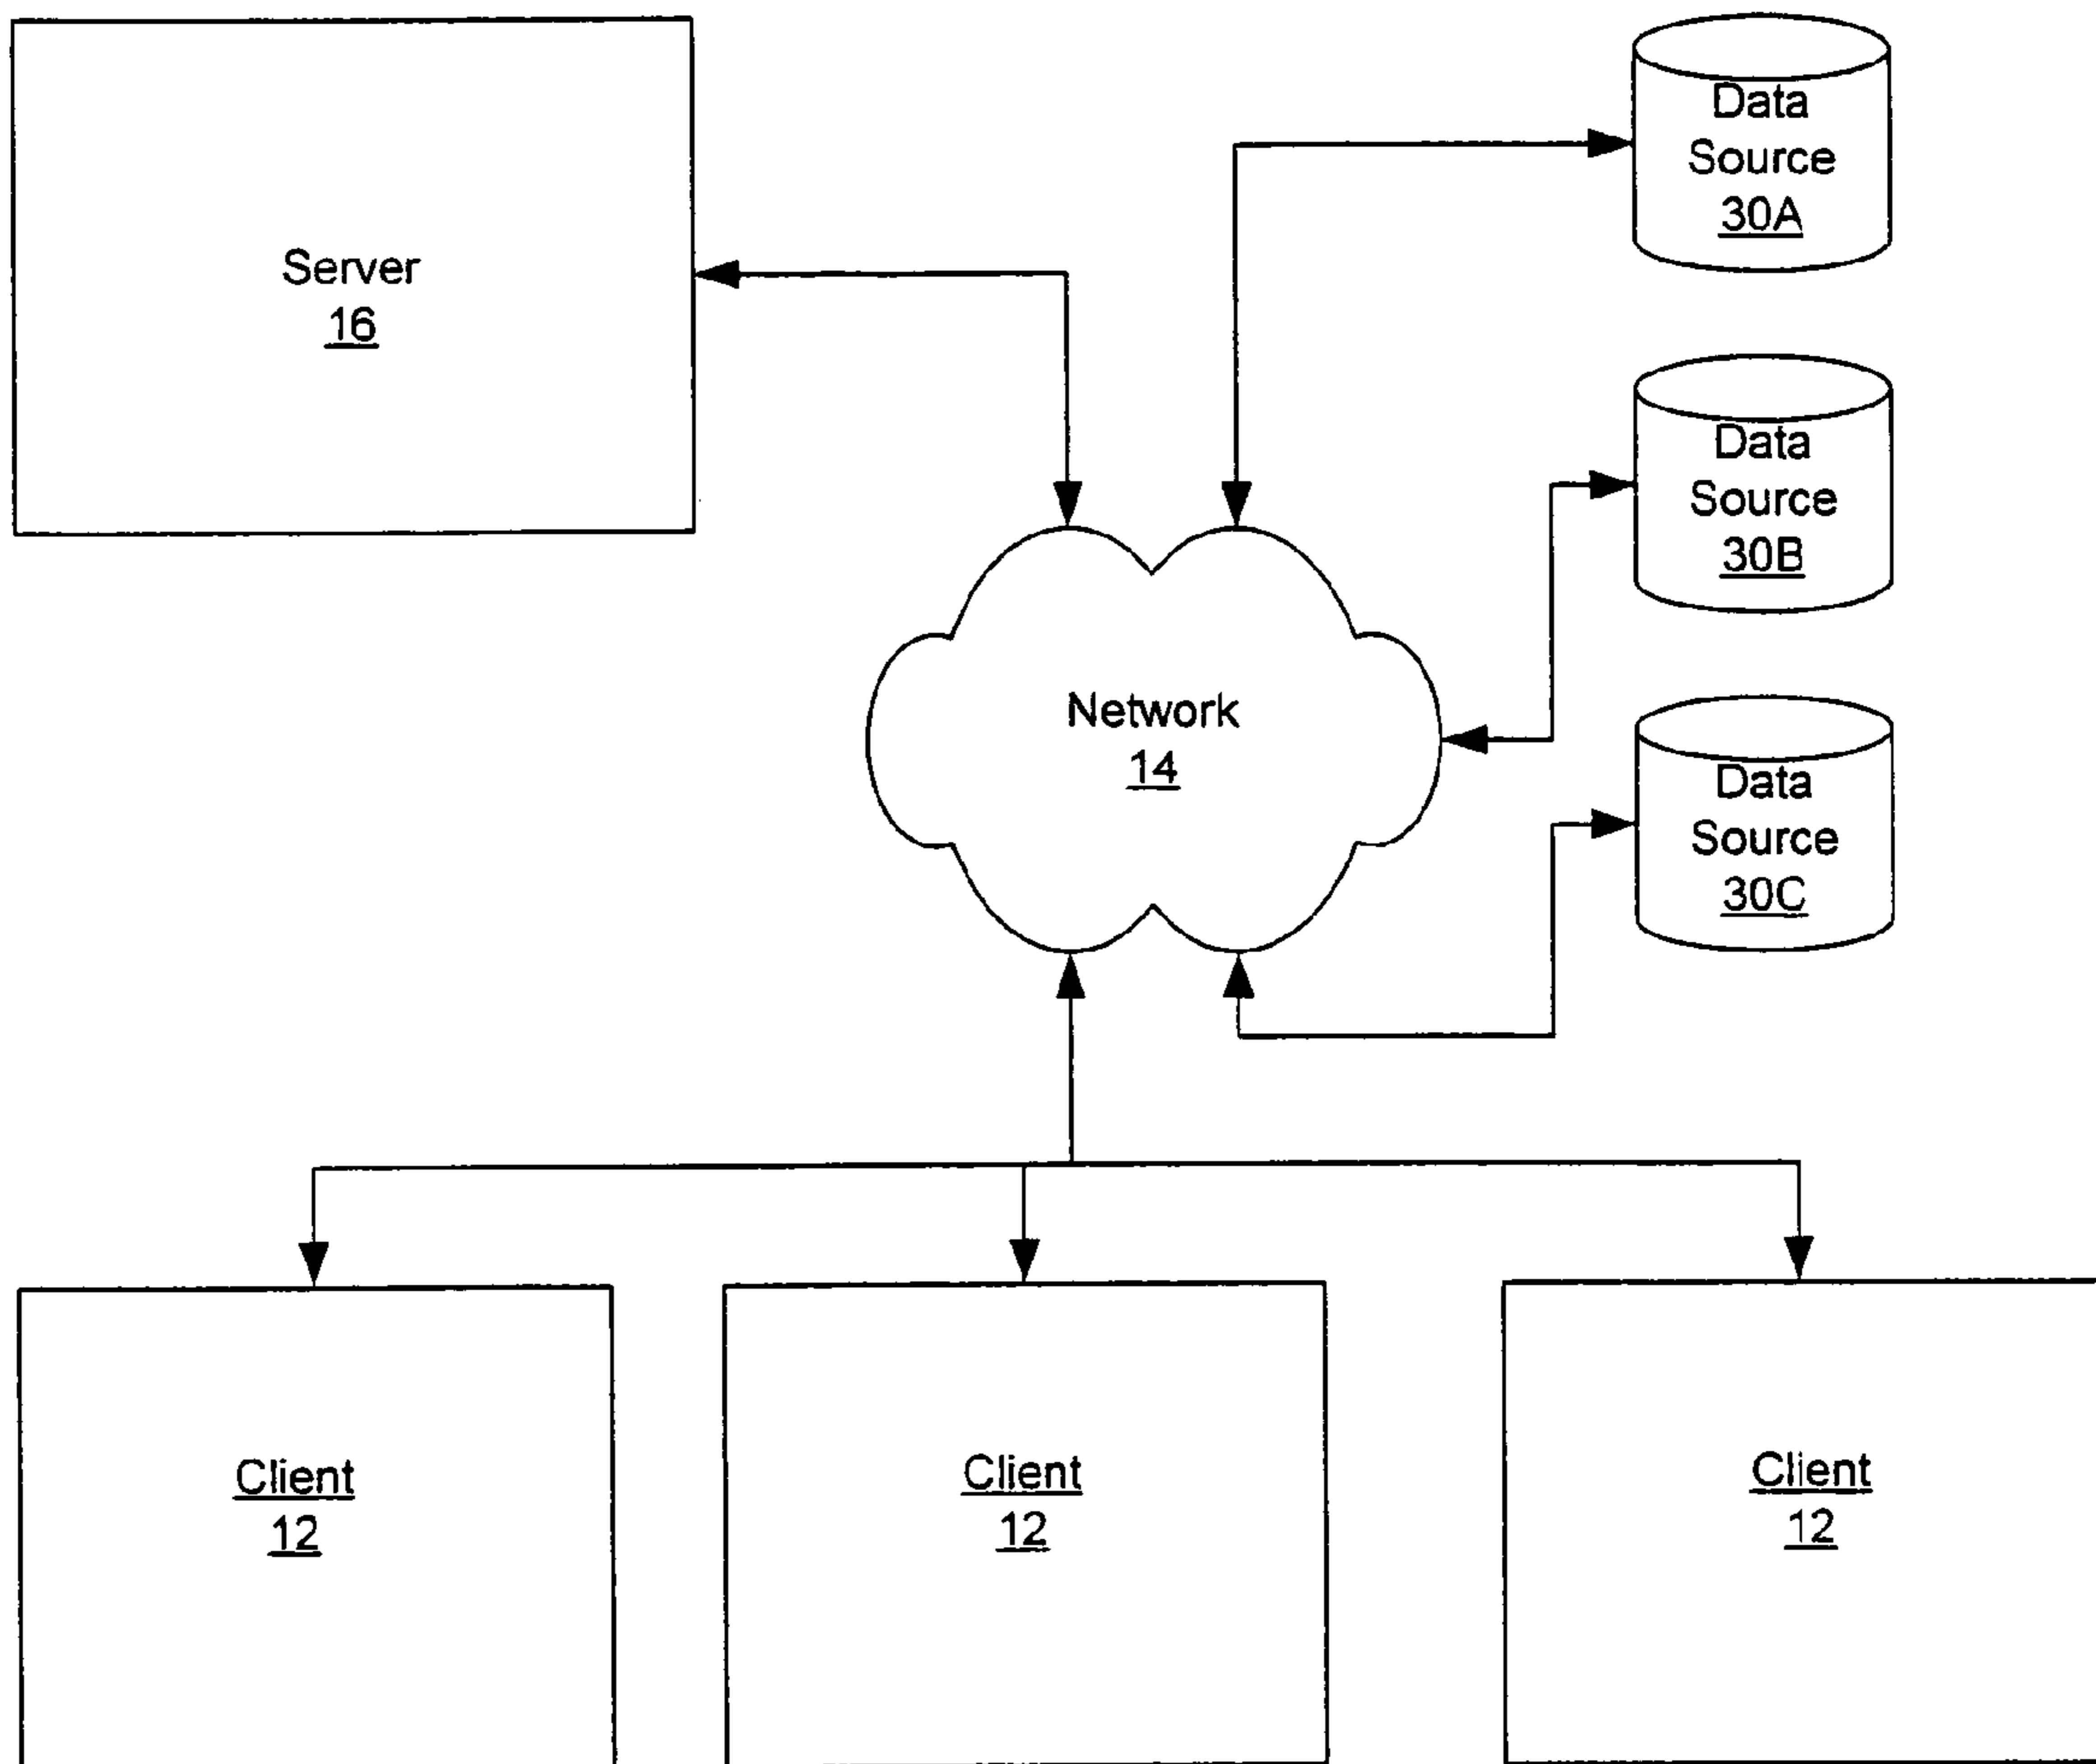 Server
16
Data
Source
30A
Data
Source
30B
Network
14
Data
Source
30C
Client
12
Client
12
Client
12